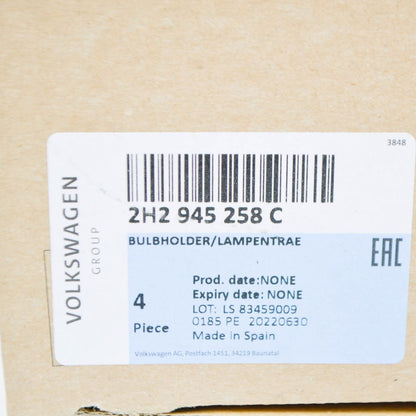 3848
VOLKSWAGEN
GROUP
2H2 945 258 C
BULBHOLDER/LAMPENTRAE
EAC
4
Piece
Prod. date:NONE
Expiry date: NONE
LOT: LS 83459009
0185 PE 20220630
Made In Spain
Volkswagen AG, Postfach 1451, 34219 Baunatal